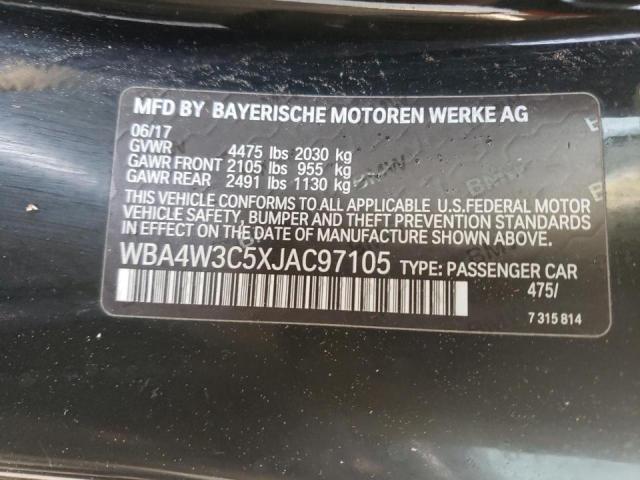 MFD BY BAYERISCHE MOTOREN WERKE AG
06/17
GVWR 4475 lbs 2030 kg
GAWR FRONT 2105 lbs 955 kg
GAWR REAR 2491 lbs 1130 kg
THIS VEHICLE CONFORMS TO ALL APPLICABLE U.S.FEDERAL MOTOR
VEHICLE SAFETY, BUMPER AND THEFT PREVENTION STANDARDS
IN EFFECT ON THE DATE OF MANUFACTURE SHOWN ABOVE.
WBA4W3C5XJAC97105 TYPE: PASSENGER CAR
475/
7 315 814